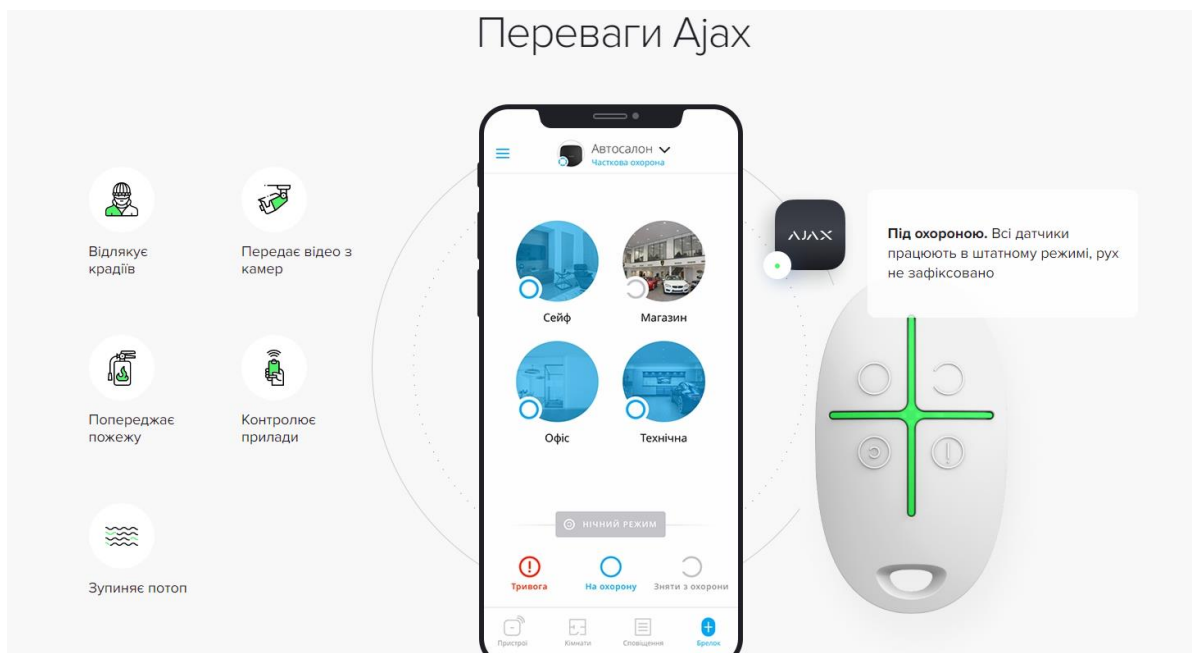 Переваги Ajax
Відлякує
крадіїв
Передає відео з
камер
Попереджає
пожежу
Контролює
прилади
Зупиняє потоп
Автосалон
Часткова охорона
Сейф
Магазин
Офіс
Технічна
НІЧНИЙ РЕЖИМ
Тривога
На охорону
Зняти з охорони
Пристрої
Кімнати
Сповіщення
Брелок
AJAX
Під охороною. Всі датчики
працюють в штатному режимі, рух
не зафіксовано